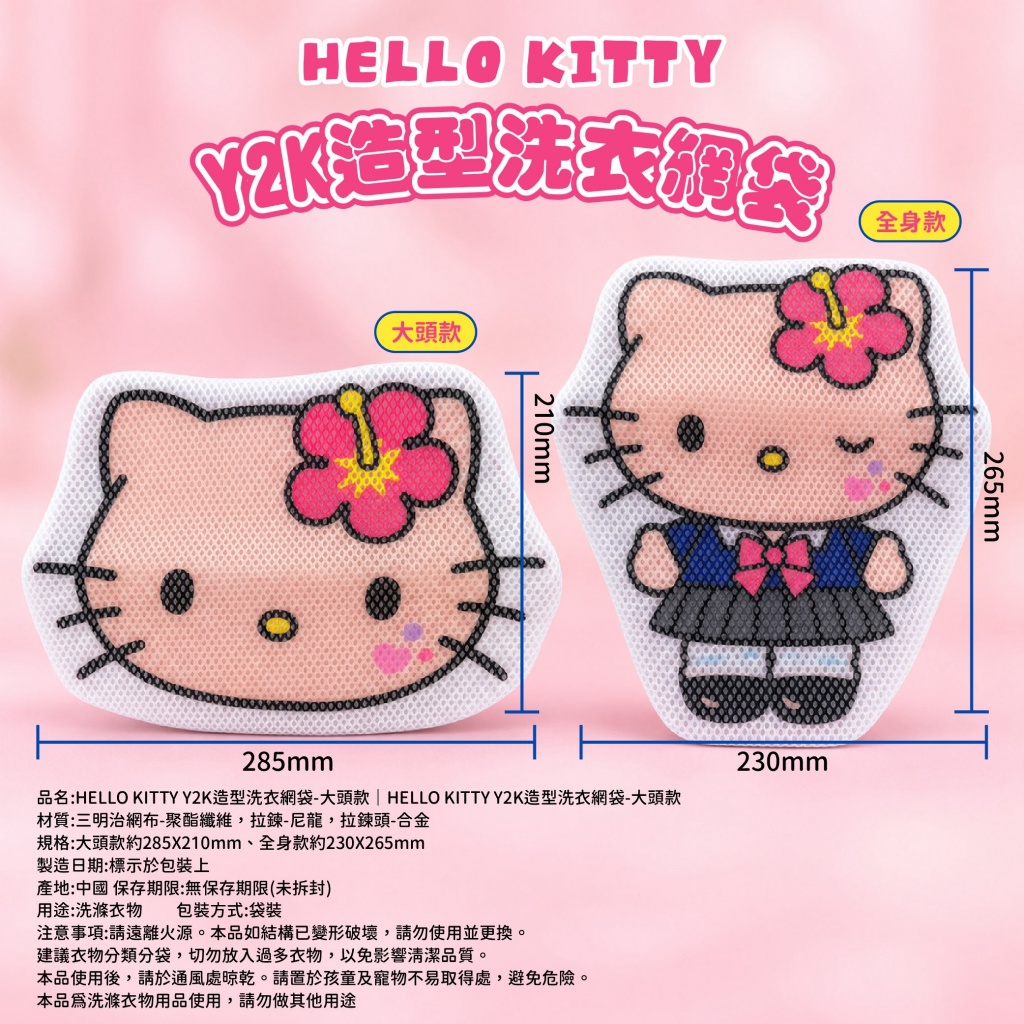 HELLO KITTY
Y2K造型洗衣網袋
全身款
大頭款
210mm
265mm
285mm
230mm
品名:HELLO KITTY Y2K造型洗衣網袋-大頭款｜HELLO KITTY Y2K造型洗衣網袋-大頭款
材質:三明治網布-聚酯纖維，拉鍊-尼龍，拉鍊頭-合金
規格:大頭款約285X210mm、全身款約230X265mm
製造日期:標示於包裝上
產地:中國 保存期限:無保存期限(未拆封)
用途:洗滌衣物　　包裝方式:袋裝
注意事項:請遠離火源。本品如結構已變形破壞，請勿使用並更換。
建議衣物分類分袋，切勿放入過多衣物，以免影響清潔品質。
本品使用後，請於通風處晾乾。請置於孩童及寵物不易取得處，避免危險。
本品為洗滌衣物用品使用，請勿做其他用途